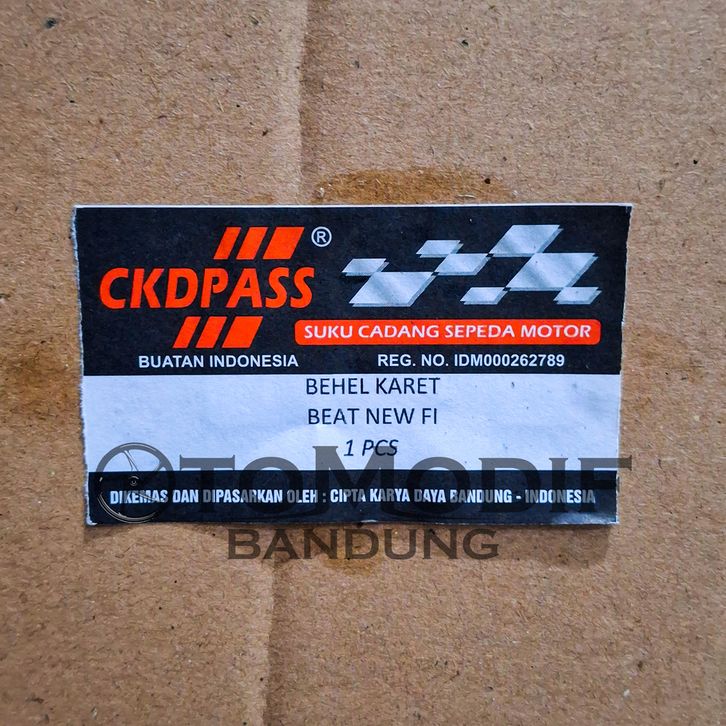 CKDPASS ®
SUKU CADANG SEPEDA MOTOR
BUATAN INDONESIA REG. NO. IDM000262789
BEHEL KARET
BEAT NEW FI
1 PCS
OTOMODIF
DIKEMAS DAN DIPASARKAN OLEH : CIPTA KARYA DAYA BANDUNG - INDONESIA
BANDUNG